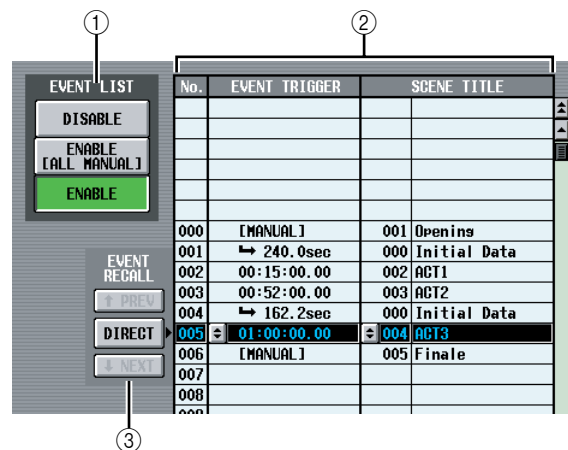 ① ②
EVENT LIST
DISABLE
ENABLE
[ALL MANUAL]
ENABLE
EVENT
RECALL
↑ PREV
DIRECT
↓ NEXT
③
No. EVENT TRIGGER SCENE TITLE
000 [MANUAL] 001 Opening
001 ↪ 240.0sec 000 Initial Data
002 00:15:00.00 002 ACT1
003 00:52:00.00 003 ACT2
004 ↪ 162.2sec 000 Initial Data
005 01:00:00.00 004 ACT3
006 [MANUAL] 005 Finale
007
008